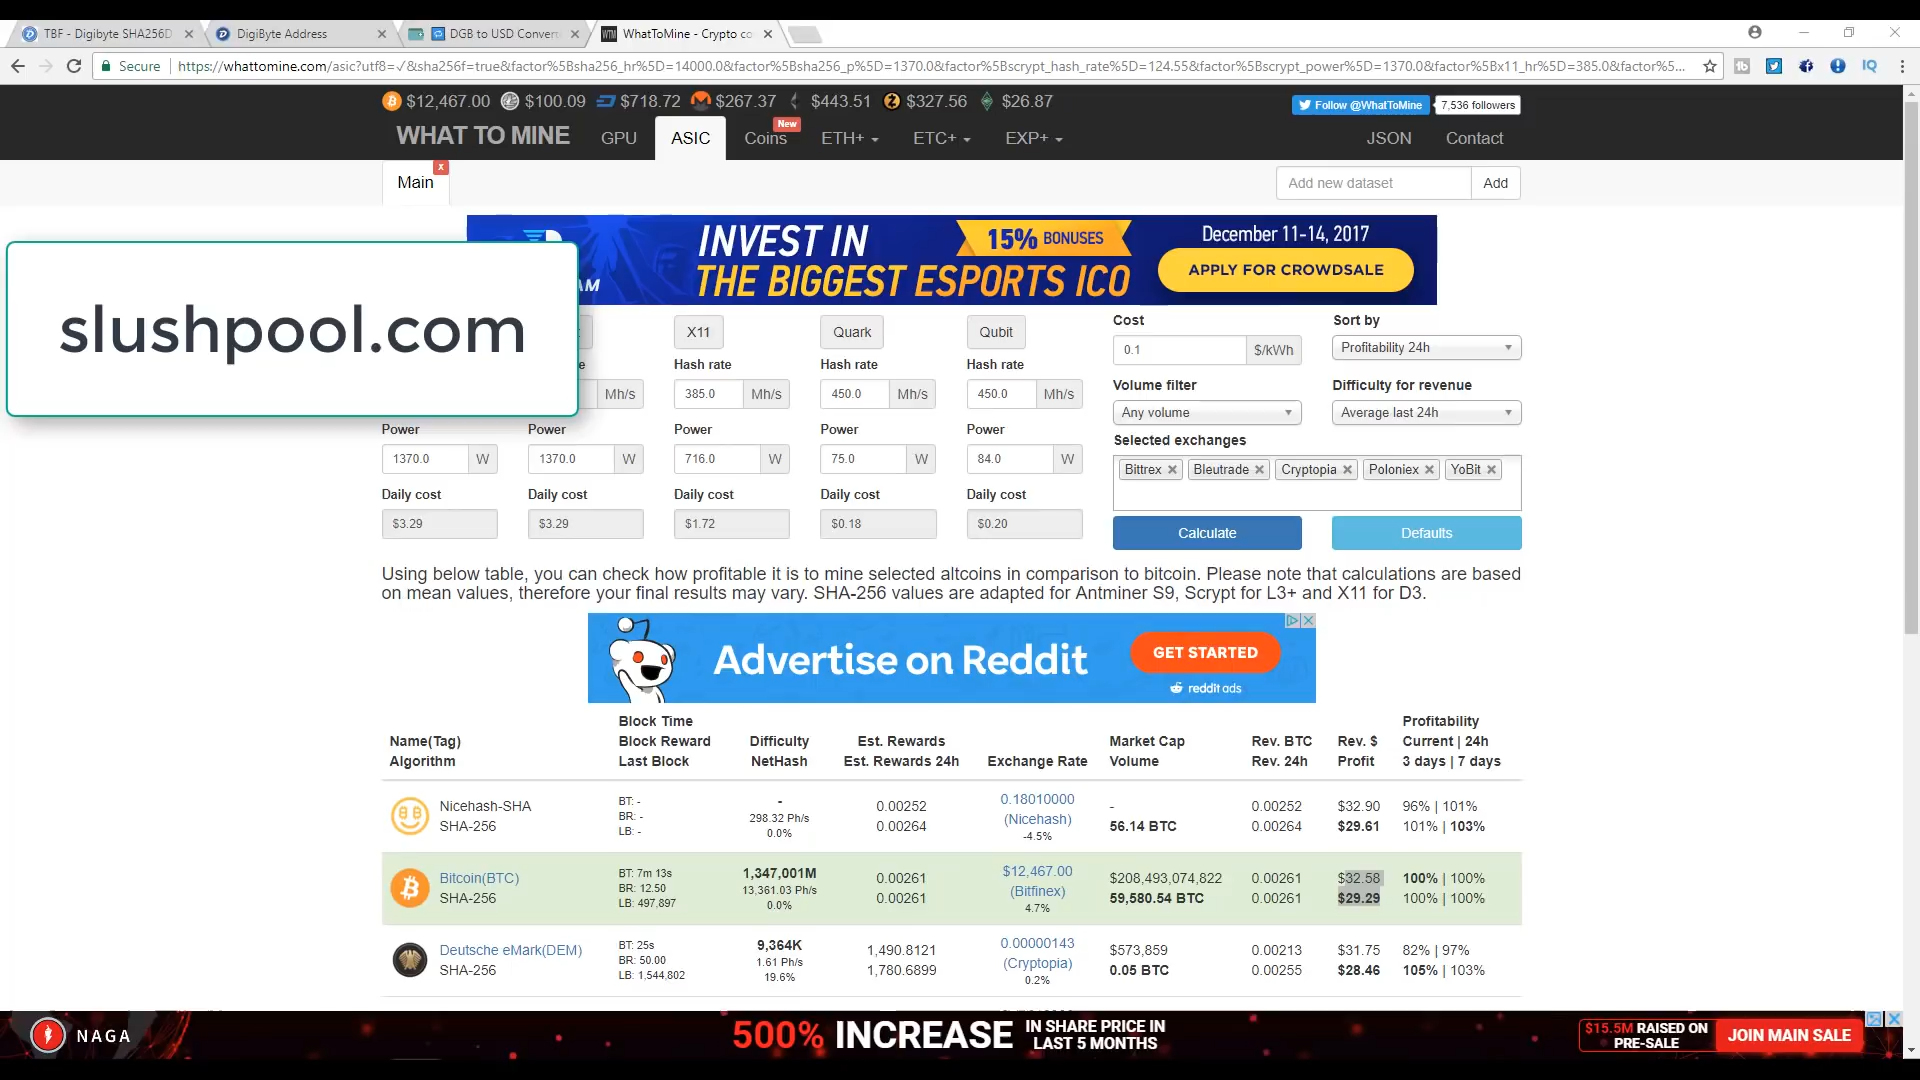 TBF - Digibyte SHA256D
DigiByte Address
DGB to USD Convert
WhatToMine - Crypto co
Secure
https://whattomine.com/asic?utf8=✓&sha256f=true&factor%5Bsha256_hr%5D=14000.0&factor%5Bsha256_p%5D=1370.0&factor%5Bscrypt_hash_rate%5D=124.55&factor%5Bscrypt_power%5D=1370.0&factor%5Bx11_hr%5D=385.0&factor%5...
$12,467.00 $100.09 $718.72 $267.37 $443.51 $327.56 $26.87
Follow @WhatToMine 7,536 followers
WHAT TO MINE GPU ASIC Coins New ETH+ ETC+ EXP+ JSON Contact
Main x
Add new dataset Add
INVEST IN
THE BIGGEST ESPORTS ICO
15% BONUSES
December 11-14, 2017
APPLY FOR CROWDSALE
AM
slushpool.com
X11 Quark Qubit
Cost Sort by
0.1 $/kWh Profitability 24h
e Hash rate Hash rate Hash rate
Mh/s 385.0 Mh/s 450.0 Mh/s 450.0 Mh/s
Volume filter Difficulty for revenue
Any volume Average last 24h
Power Power Power Power Power
1370.0 W 1370.0 W 716.0 W 75.0 W 84.0 W
Selected exchanges
Bittrex Bleutrade Cryptopia Poloniex YoBit
Daily cost Daily cost Daily cost Daily cost Daily cost
$3.29 $3.29 $1.72 $0.18 $0.20
Calculate Defaults
Using below table, you can check how profitable it is to mine selected altcoins in comparison to bitcoin. Please note that calculations are based
on mean values, therefore your final results may vary. SHA-256 values are adapted for Antminer S9, Scrypt for L3+ and X11 for D3.
Advertise on Reddit
GET STARTED
reddit ads
Name(Tag)
Algorithm
Block Time
Block Reward
Last Block
Difficulty
NetHash
Est. Rewards
Est. Rewards 24h
Exchange Rate
Market Cap
Volume
Rev. BTC
Rev. 24h
Rev. $
Profit
Profitability
Current | 24h
3 days | 7 days
Nicehash-SHA
SHA-256
BT: -
BR: -
LB: -
-
298.32 Ph/s
0.0%
0.00252
0.00264
0.18010000
(Nicehash)
-4.5%
-
56.14 BTC
0.00252
0.00264
$32.90
$29.61
96% | 101%
101% | 103%
Bitcoin(BTC)
SHA-256
BT: 7m 13s
BR: 12.50
LB: 497,897
1,347,001M
13,361.03 Ph/s
0.0%
0.00261
0.00261
$12,467.00
(Bitfinex)
4.7%
$208,493,074,822
59,580.54 BTC
0.00261
0.00261
$32.58
$29.29
100% | 100%
100% | 100%
Deutsche eMark(DEM)
SHA-256
BT: 25s
BR: 50.00
LB: 1,544,802
9,364K
1.61 Ph/s
19.6%
1,490.8121
1,780.6899
0.00000143
(Cryptopia)
0.2%
$573,859
0.05 BTC
0.00213
0.00255
$31.75
$28.46
82% | 97%
105% | 103%
NAGA
500% INCREASE IN SHARE PRICE IN
LAST 5 MONTHS
$15.5M RAISED ON
PRE-SALE
JOIN MAIN SALE